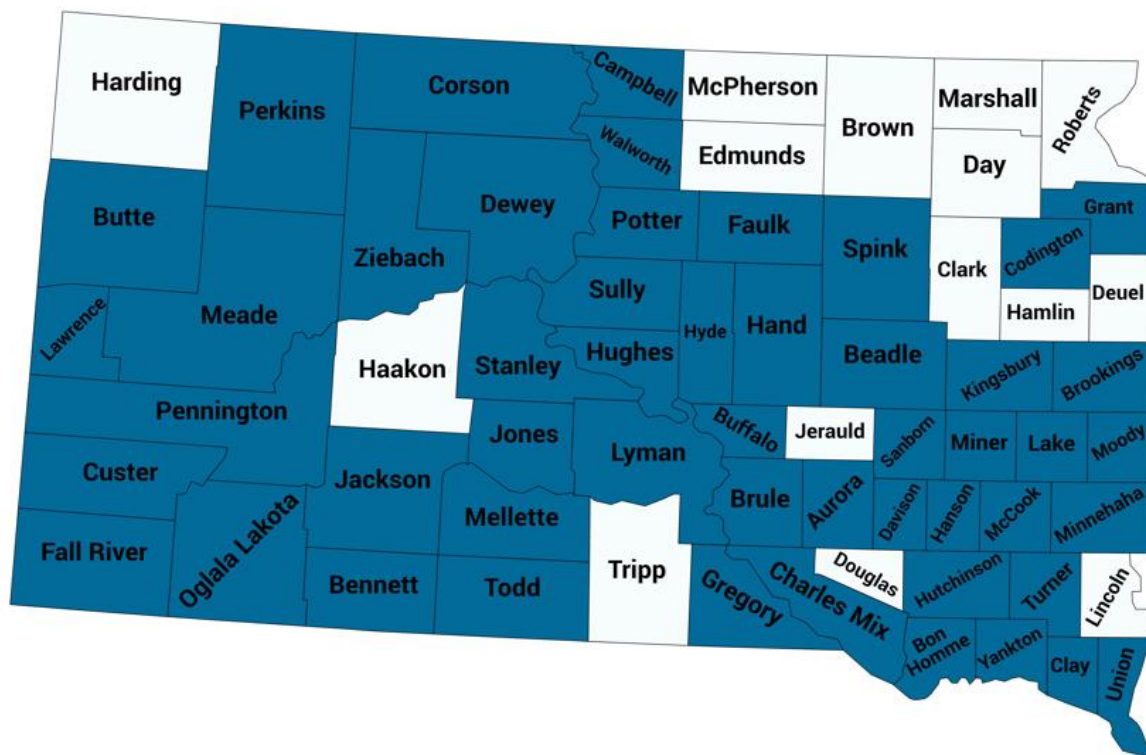 Harding
Perkins
Corson
Campbell
McPherson
Brown
Marshall
Roberts
Walworth
Edmunds
Day
Butte
Dewey
Potter
Faulk
Spink
Grant
Ziebach
Clark
Codington
Lawrence
Meade
Sully
Hyde
Hand
Hamlin
Deuel
Haakon
Stanley
Hughes
Beadle
Kingsbury
Brookings
Pennington
Jones
Lyman
Buffalo
Jerauld
Sanborn
Miner
Lake
Moody
Custer
Jackson
Mellette
Brule
Aurora
Davison
Hanson
McCook
Minnehaha
Fall River
Oglala Lakota
Bennett
Todd
Tripp
Gregory
Charles Mix
Douglas
Hutchinson
Turner
Lincoln
Bon
Homme
Yankton
Clay
Union